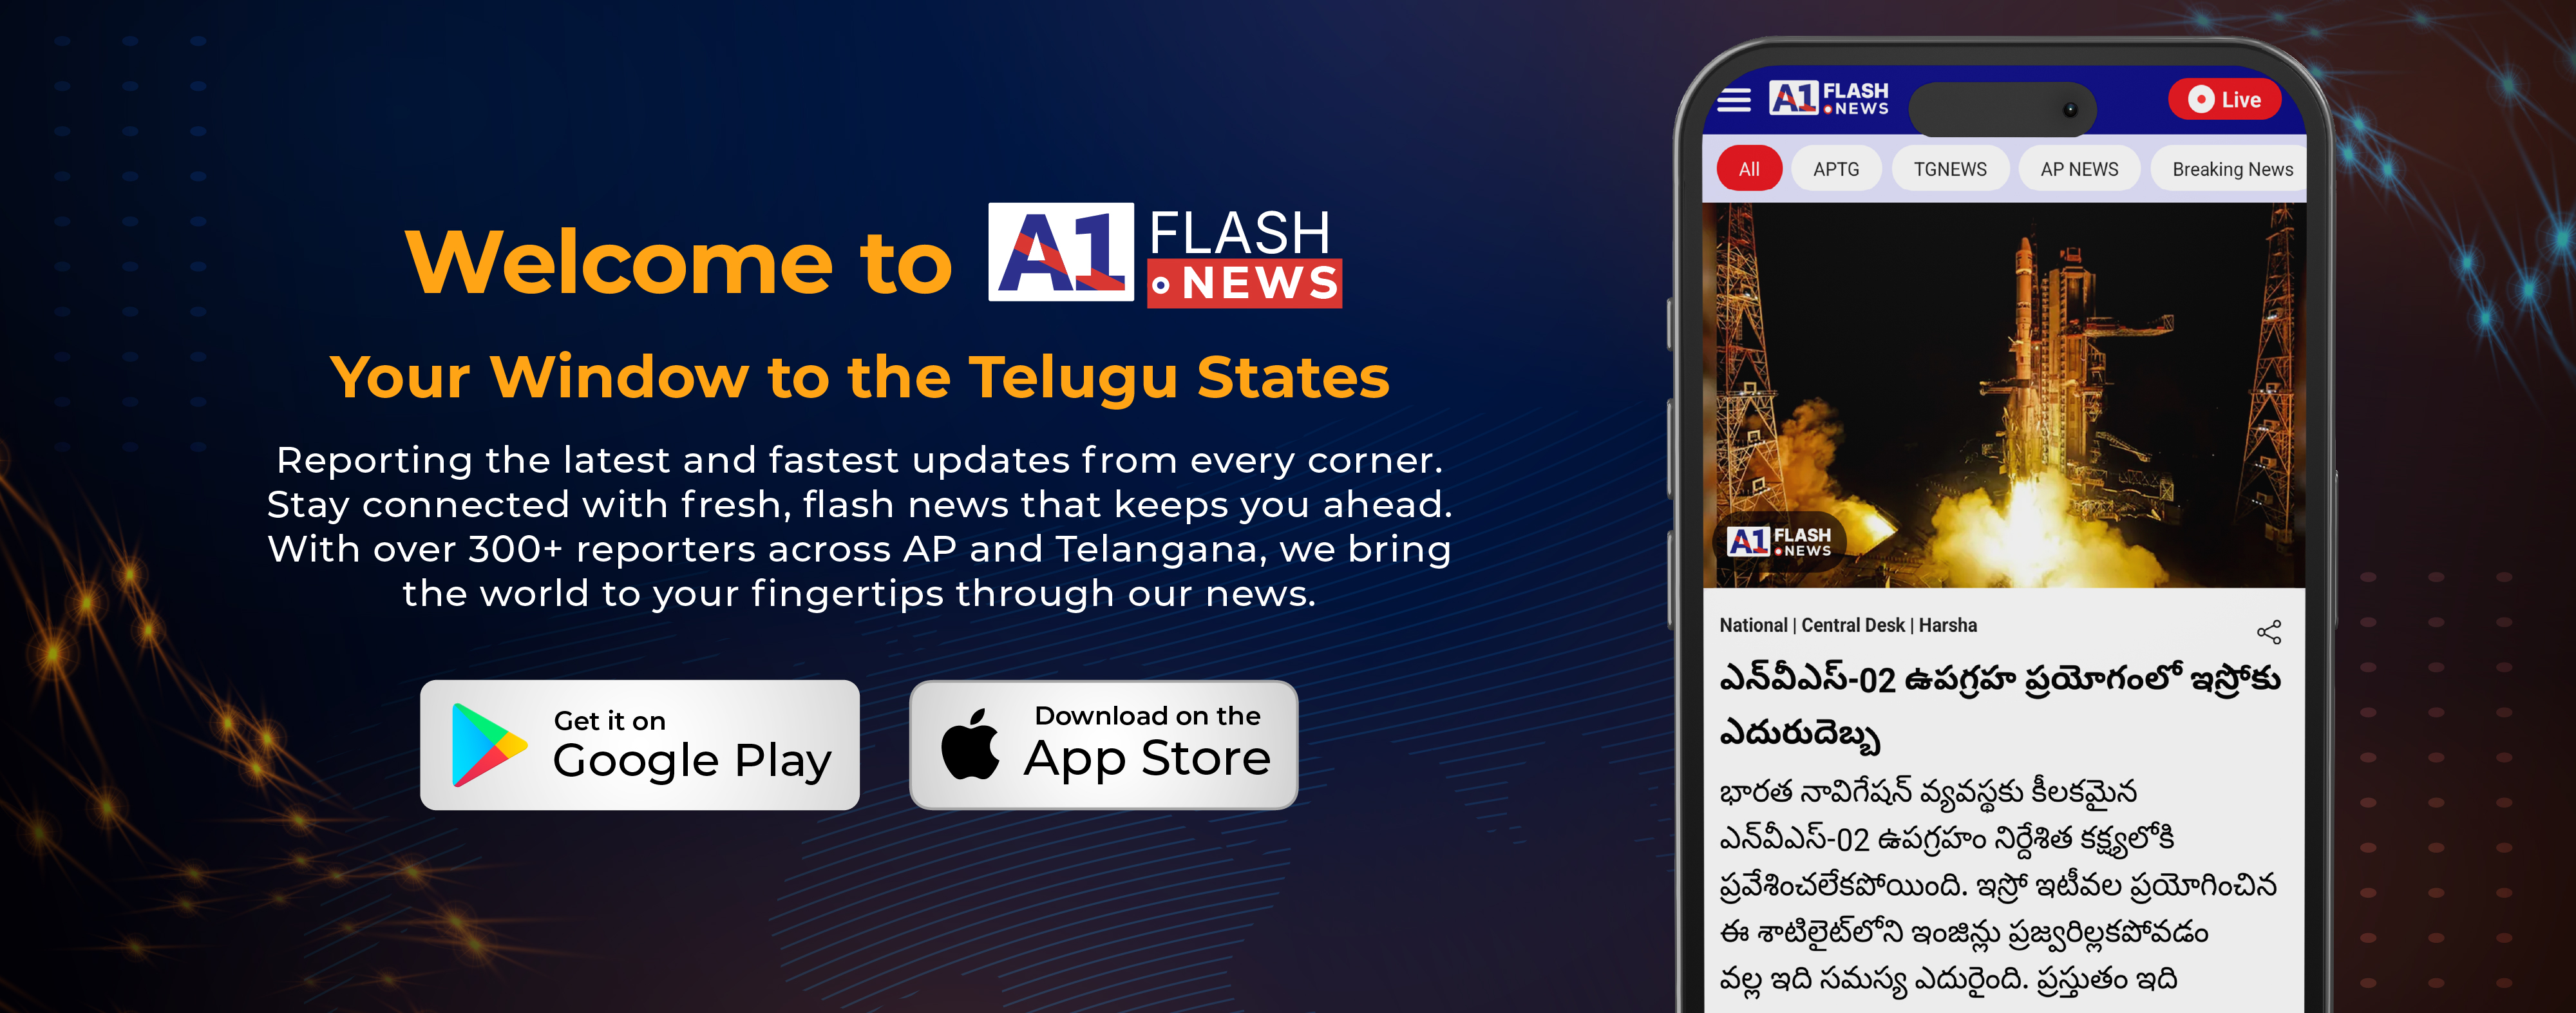 Welcome to A1 FLASH NEWS
Your Window to the Telugu States
Reporting the latest and fastest updates from every corner.
Stay connected with fresh, flash news that keeps you ahead.
With over 300+ reporters across AP and Telangana, we bring
the world to your fingertips through our news.
Get it on
Google Play
Download on the
App Store
A1 FLASH NEWS
Live
All APTG TGNEWS AP NEWS Breaking News
A1 FLASH NEWS
National | Central Desk | Harsha
ఎన్‌వీఎస్-02 ఉపగ్రహ ప్రయోగంలో ఇస్రోకు
ఎదురుదెబ్బ
భారత నావిగేషన్ వ్యవస్థకు కీలకమైన
ఎన్‌వీఎస్-02 ఉపగ్రహం నిర్దేశిత కక్ష్యలోకి
ప్రవేశించలేకపోయింది. ఇస్రో ఇటీవల ప్రయోగించిన
ఈ శాటిలైట్‌లోని ఇంజిన్లు ప్రజ్వరిల్లకపోవడం
వల్ల ఇది సమస్య ఎదురైంది. ప్రస్తుతం ఇది